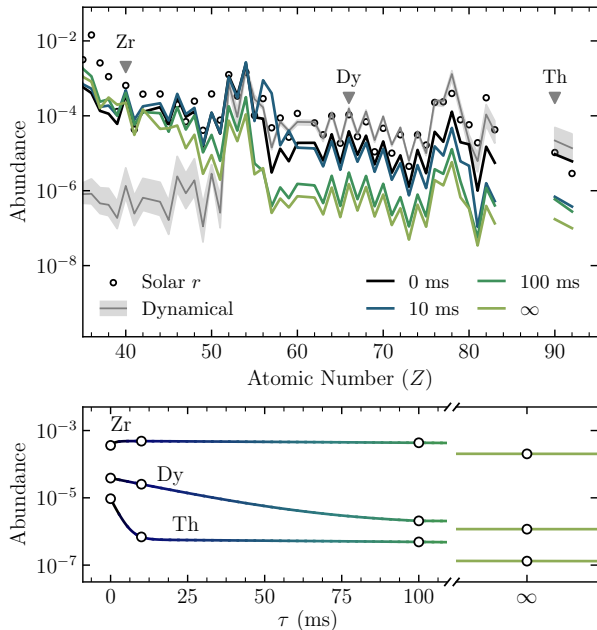 Zr
Dy
Th
10⁻²
10⁻⁴
10⁻⁶
10⁻⁸
Abundance
Solar r
Dynamical
0 ms
10 ms
100 ms
∞
40 50 60 70 80 90
Atomic Number (Z)
Zr
Dy
Th
10⁻³
10⁻⁵
10⁻⁷
Abundance
0 25 50 75 100 ∞
τ (ms)